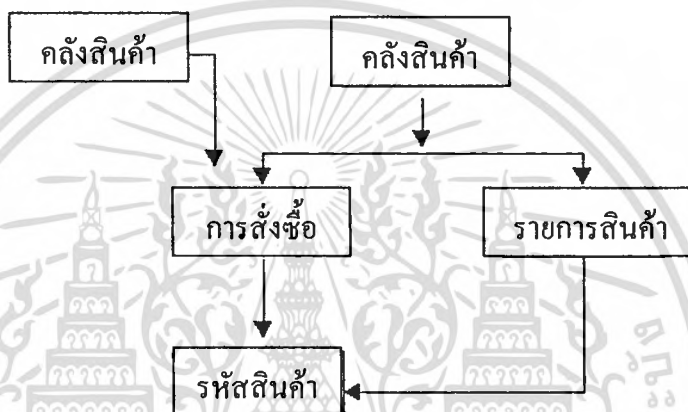 คลังสินค้า
คลังสินค้า
การสั่งซื้อ
รายการสินค้า
รหัสสินค้า